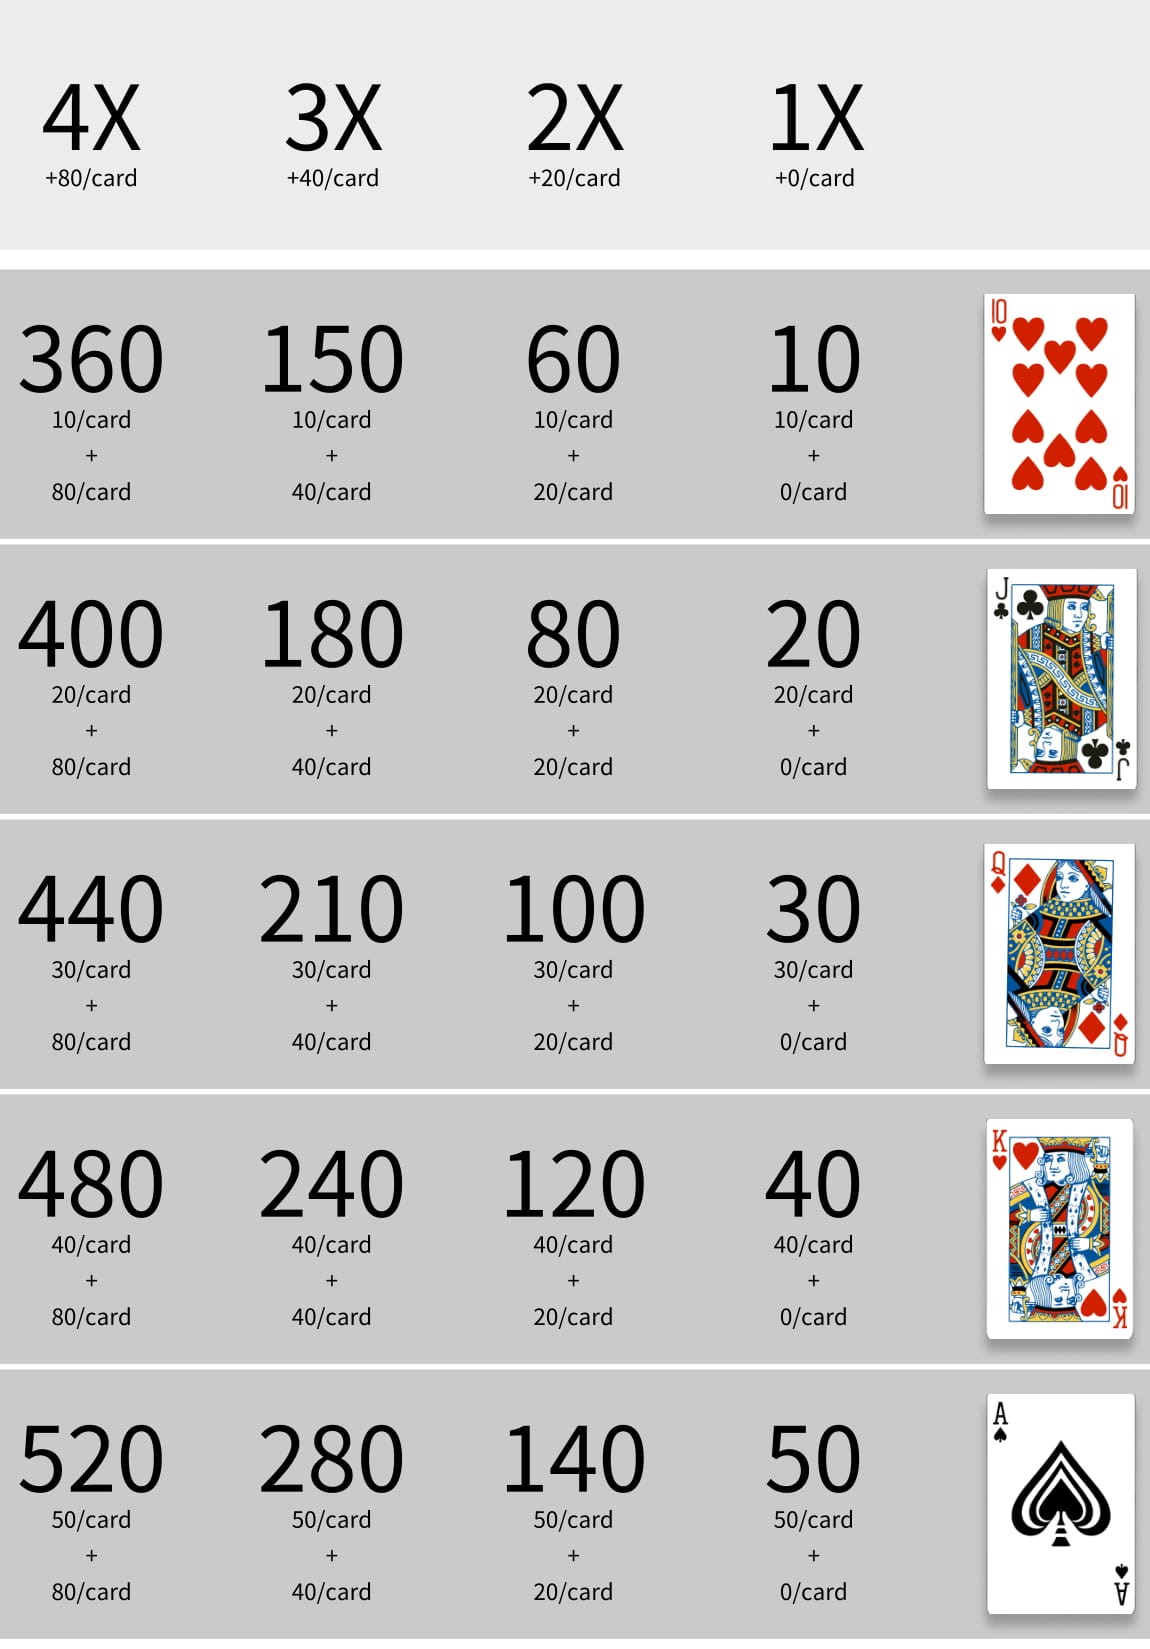 4X 3X 2X 1X
+80/card +40/card +20/card +0/card
360 150 60 10
10/card 10/card 10/card 10/card
+ + + +
80/card 40/card 20/card 0/card
10
10
400 180 80 20
20/card 20/card 20/card 20/card
+ + + +
80/card 40/card 20/card 0/card
J
J
440 210 100 30
30/card 30/card 30/card 30/card
+ + + +
80/card 40/card 20/card 0/card
Q
Q
480 240 120 40
40/card 40/card 40/card 40/card
+ + + +
80/card 40/card 20/card 0/card
K
K
520 280 140 50
50/card 50/card 50/card 50/card
+ + + +
80/card 40/card 20/card 0/card
A
A